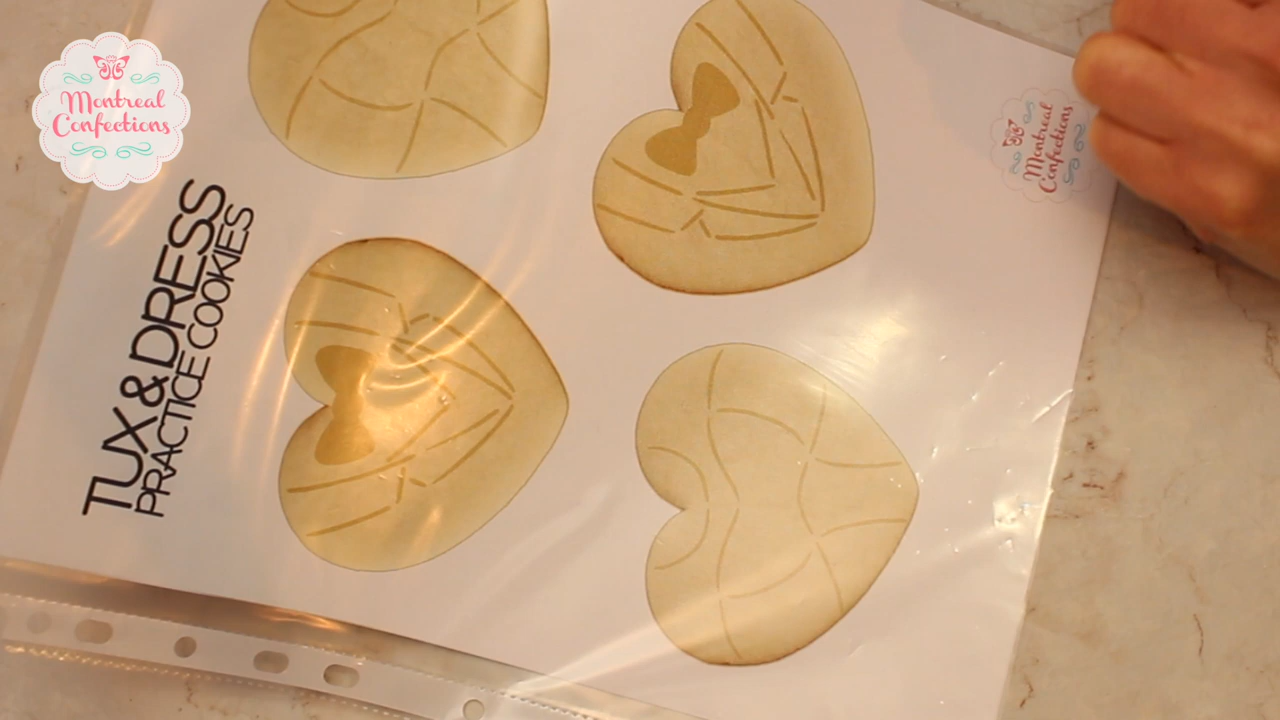 Montreal
Confections
TUX & DRESS
PRACTICE COOKIES
Montreal
Confections